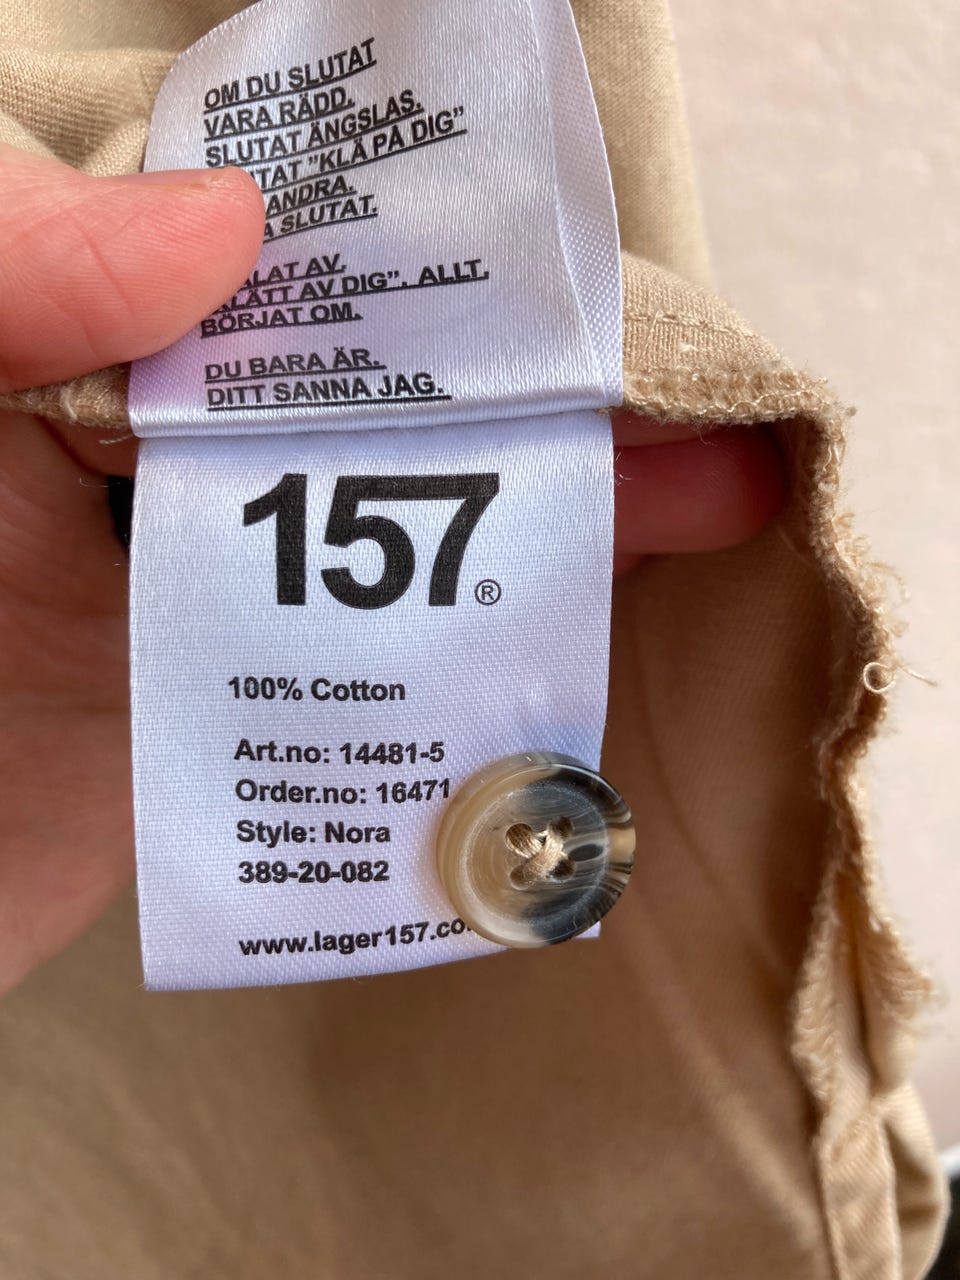 OM DU SLUTAT
VARA RÄDD.
SLUTAT ÄNGSLAS.
"KLÄ PÅ DIG"
ANDRA.
SLUTAT.
AV.
AV DIG". ALLT.
BÖRJAT OM.
DU BARA ÄR.
DITT SANNA JAG.
157®
100% Cotton
Art.no: 14481-5
Order.no: 16471
Style: Nora
389-20-082
www.lager157.co